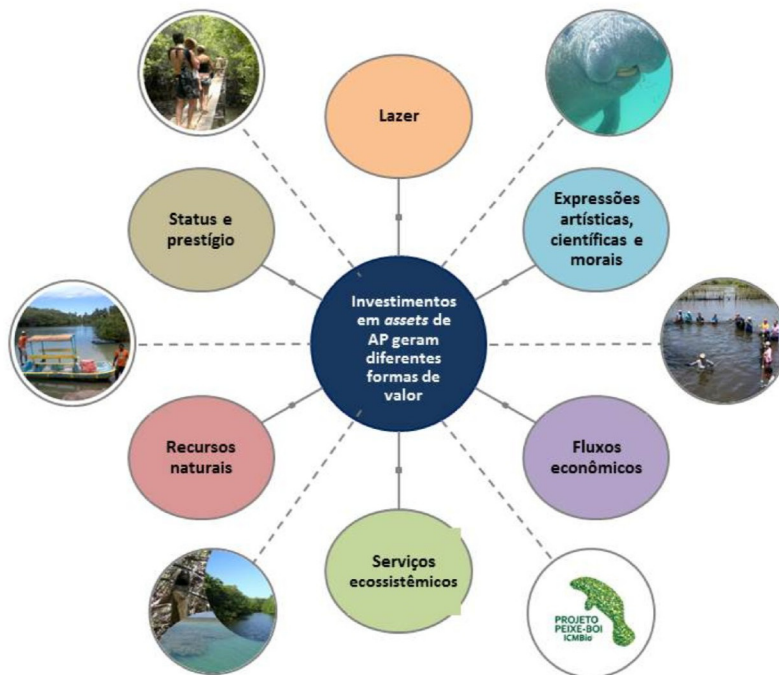 Lazer
Status e
prestígio
Expressões
artísticas,
científicas e
morais
Investimentos
em assets de
AP geram
diferentes
formas de
valor
Recursos
naturais
Fluxos
econômicos
Serviços
ecossistêmicos
PROJETO
PEIXE-BOI
ICMBio